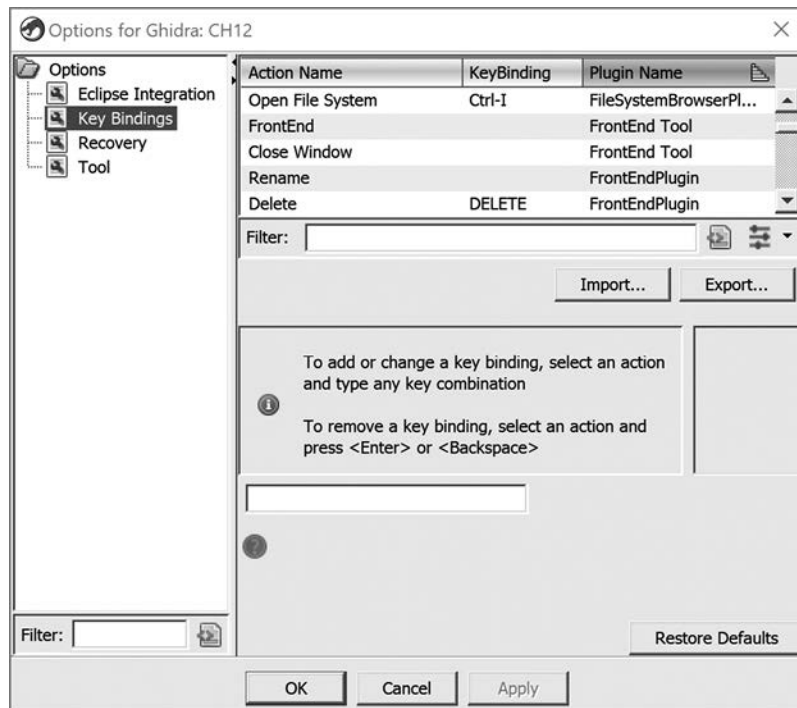 Options for Ghidra: CH12
Options
Eclipse Integration
Key Bindings
Recovery
Tool
Filter:
Action Name KeyBinding Plugin Name
Open File System Ctrl-I FileSystemBrowserPl...
FrontEnd FrontEnd Tool
Close Window FrontEnd Tool
Rename FrontEndPlugin
Delete DELETE FrontEndPlugin
Filter:
Import... Export...
To add or change a key binding, select an action
and type any key combination
To remove a key binding, select an action and
press <Enter> or <Backspace>
Restore Defaults
OK Cancel Apply